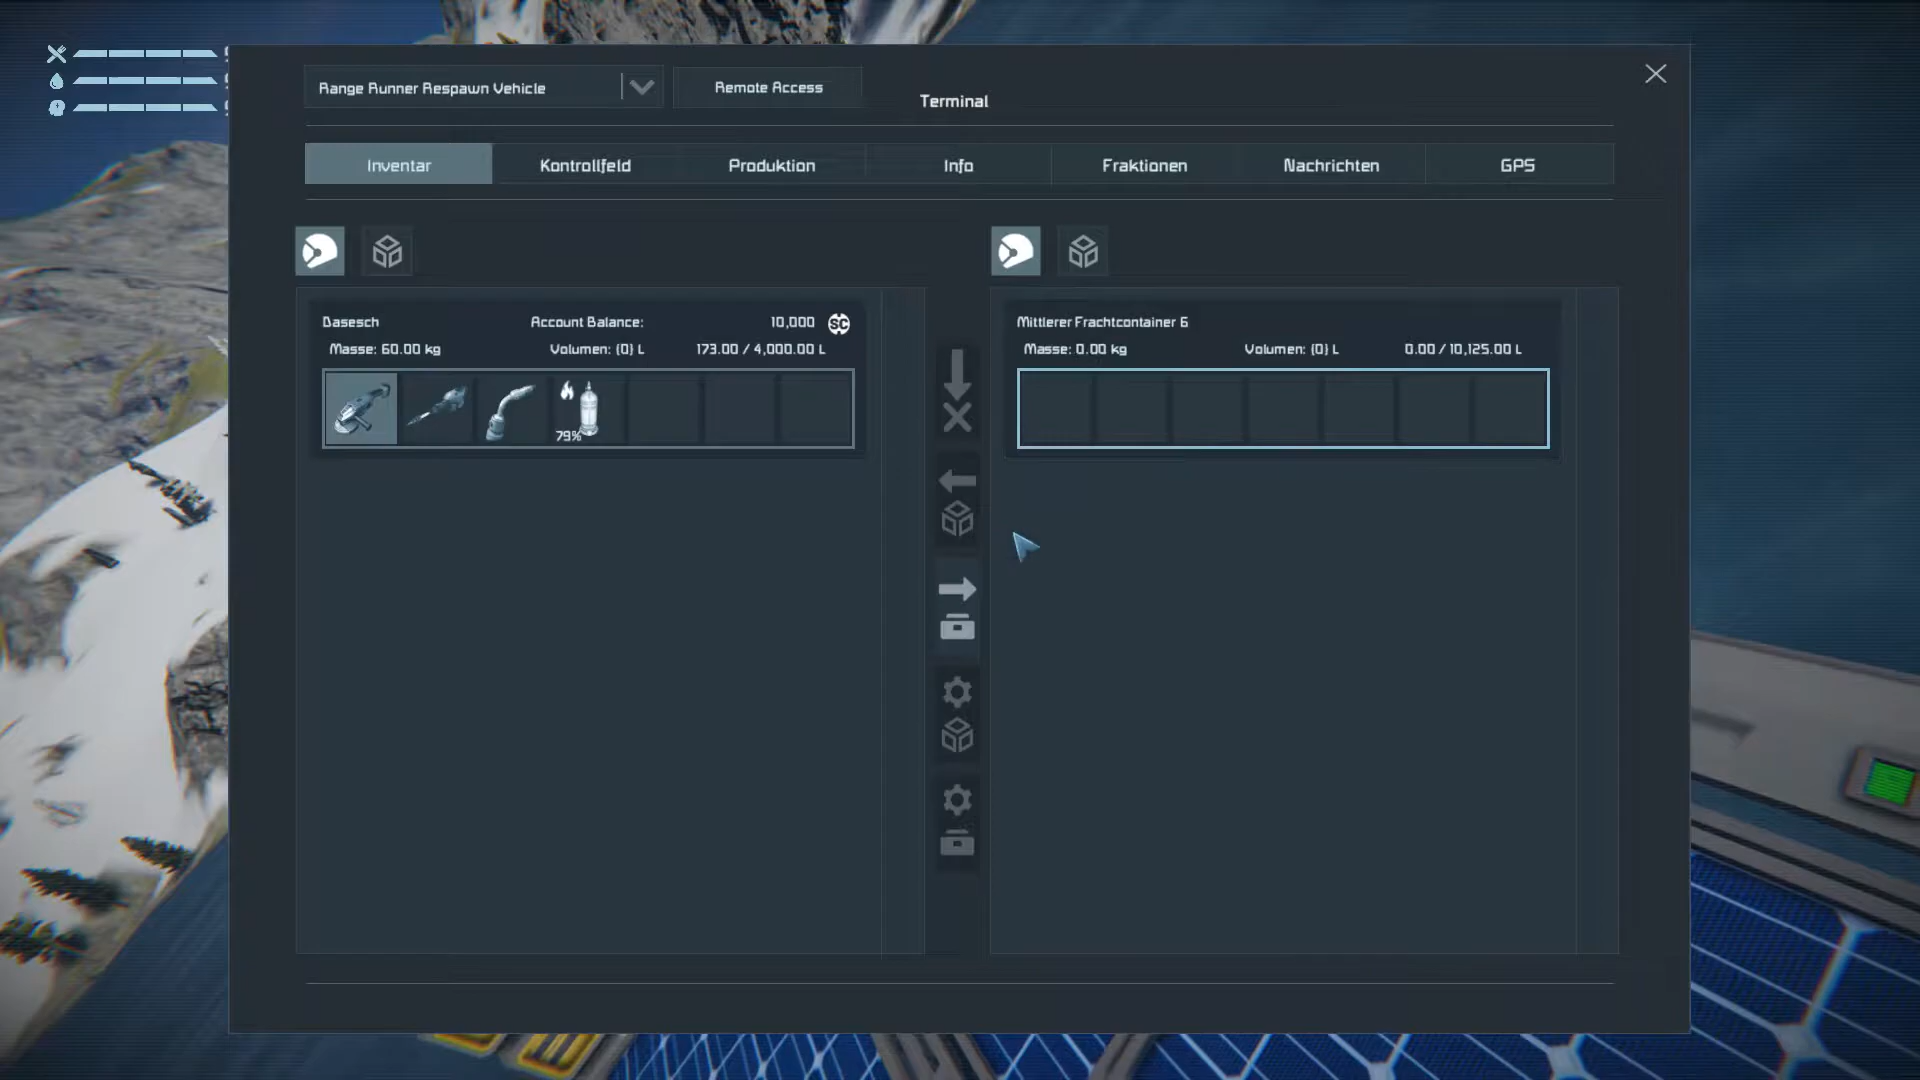 Range Runner Respawn Vehicle
Remote Access
Terminal
Inventar
Kontrollfeld
Produktion
Info
Fraktionen
Nachrichten
GPS
Dasesch
Account Balance:
10,000
SC
Masse: 60.00 kg
Volumen: (0) L
173.00 / 4,000.00 L
79%
Mittlerer Frachtcontainer 6
Masse: 0.00 kg
Volumen: (0) L
0.00 / 10,125.00 L